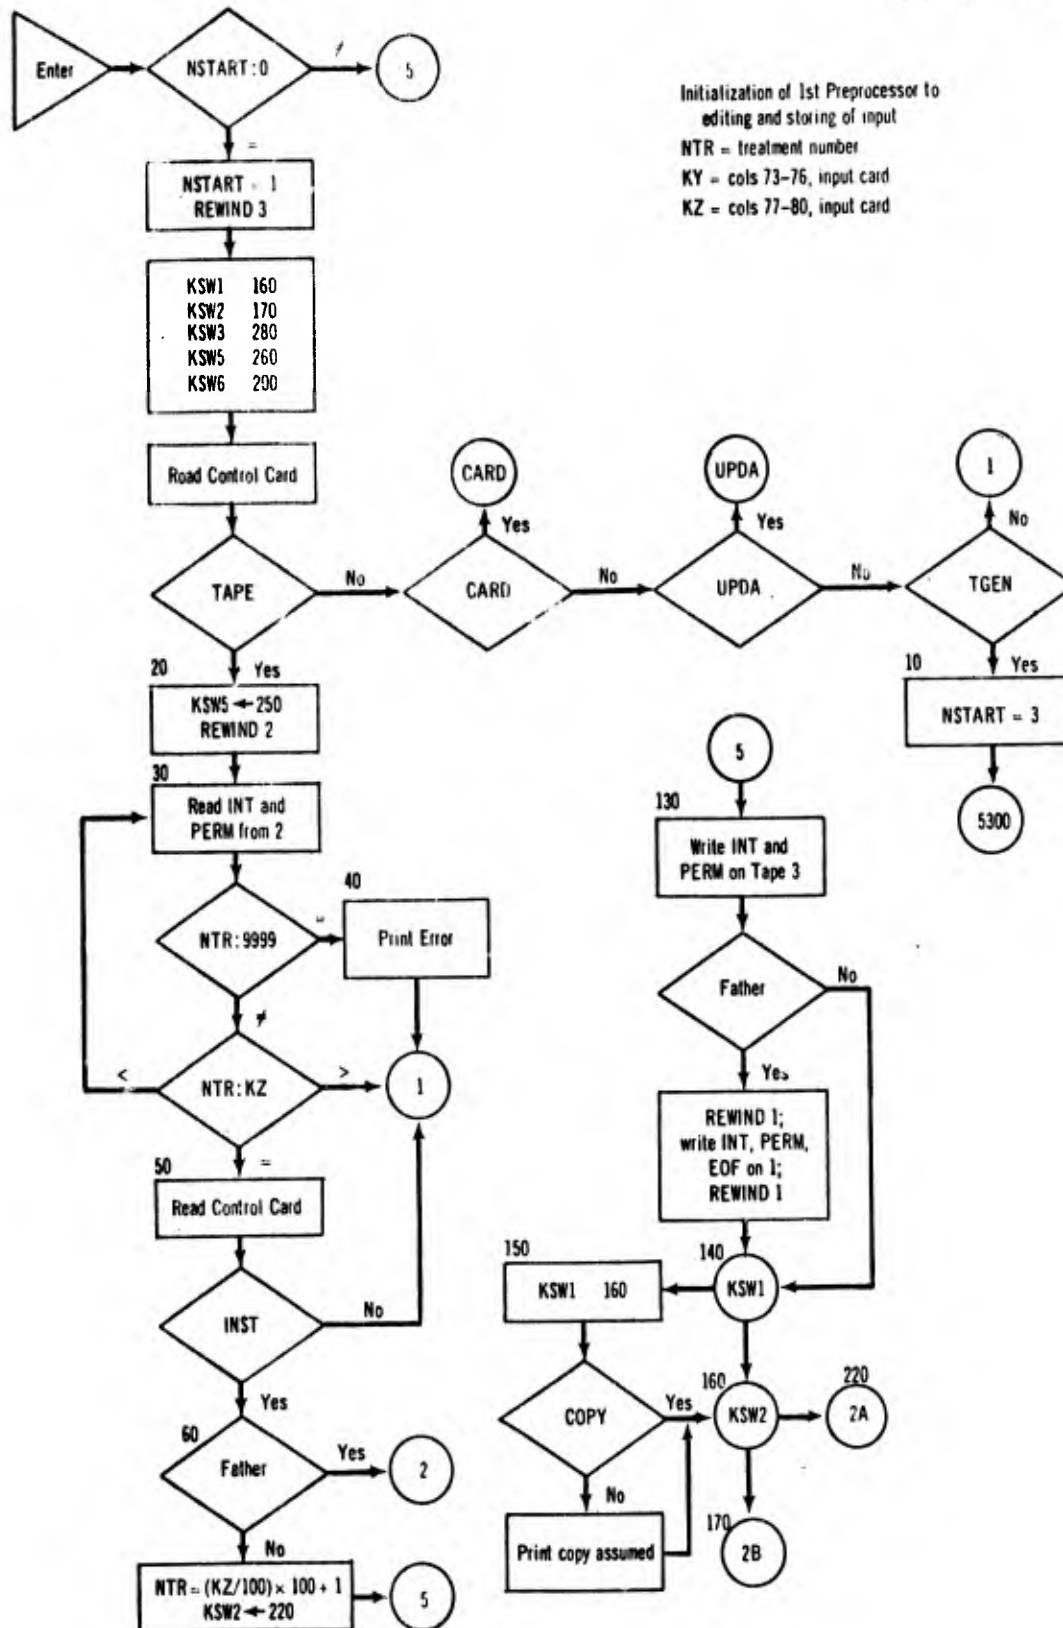 Enter
NSTART:0
≠
5
=
Initialization of 1st Preprocessor to
editing and storing of input
NTR = treatment number
KY = cols 73-76, input card
KZ = cols 77-80, input card
NSTART = 1
REWIND 3
KSW1 160
KSW2 170
KSW3 280
KSW5 260
KSW6 200
Road Control Card
CARD
UPDA
1
Yes
Yes
No
TAPE
No
CARD
No
UPDA
No
TGEN
20
Yes
10
Yes
KSW5 ← 250
REWIND 2
NSTART = 3
5
5300
30
Read INT and
PERM from 2
130
Write INT and
PERM on Tape 3
40
NTR:9999
=
Print Error
≠
Father
No
Yes
<
NTR:KZ
>
1
REWIND 1;
write INT, PERM,
EOF on 1;
REWIND 1
50
=
Read Control Card
150
140
KSW1 160
KSW1
INST
No
Yes
160
220
COPY
Yes
KSW2
2A
60
Father
Yes
2
No
170
Print copy assumed
2B
No
NTR = (KZ/100) × 100 + 1
KSW2 ← 220
5